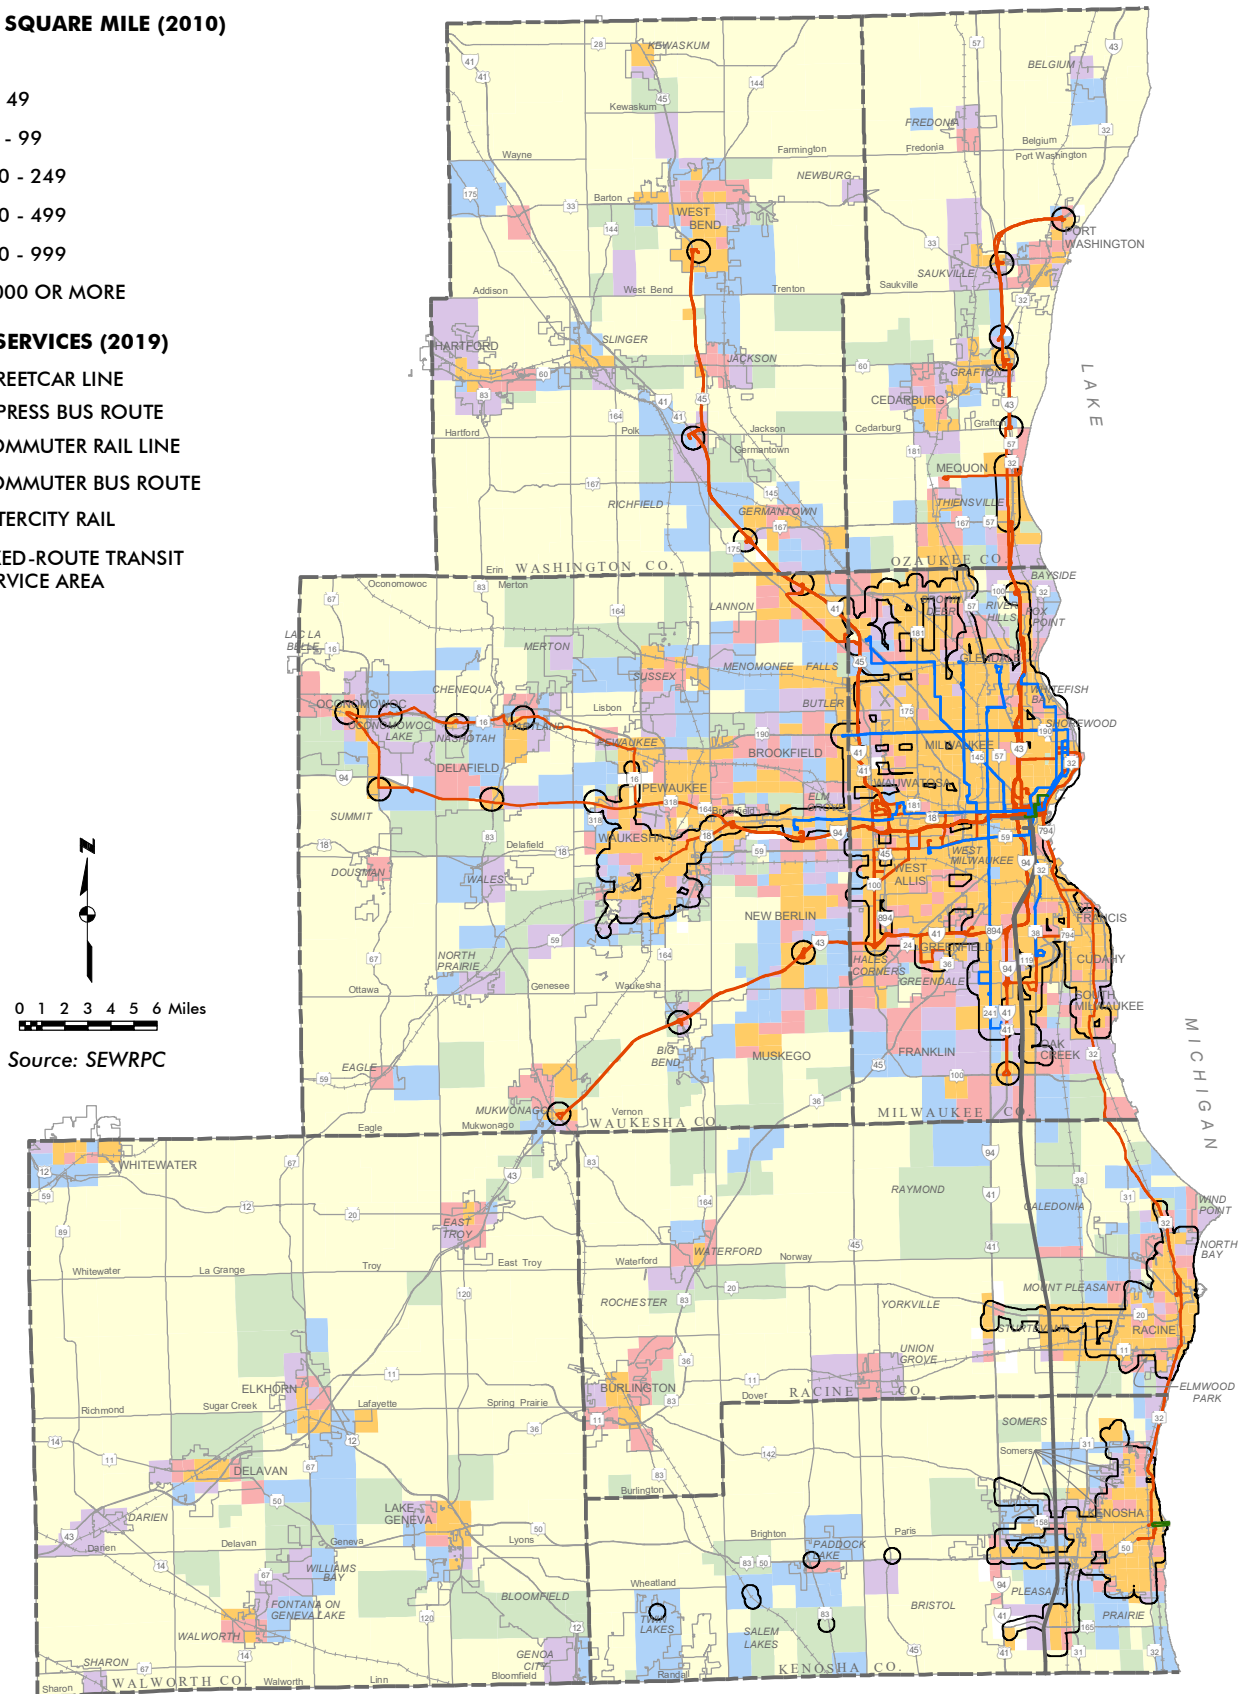 SQUARE MILE (2010)
49
- 99
0 - 249
0 - 499
0 - 999
000 OR MORE
SERVICES (2019)
REETCAR LINE
PRESS BUS ROUTE
OMMUTER RAIL LINE
OMMUTER BUS ROUTE
TERCITY RAIL
XED-ROUTE TRANSIT
RVICE AREA
KEWASKUM
Kewaskum
Wayne
Barton
Farmington
NEWBURG
WEST
BEND
Addison
West Bend
Trenton
BELGIUM
FREDONIA
Fredonia
Belgium
Port Washington
PORT
WASHINGTON
SAUKVILLE
Saukville
HARTFORD
SLINGER
JACKSON
Hartford
Polk
Jackson
Germantown
GRAFTON
CEDARBURG
Cedarburg
Grafton
MEQUON
THIENSVILLE
RICHFIELD
GERMANTOWN
Erin
WASHINGTON CO.
OZAUKEE CO.
LAKE
MICHIGAN
Oconomowoc
Merton
LANNON
BAYSIDE
BROWN
DEER
RIVER
HILLS
FOX
POINT
LAC LA
BELLE
MERTON
CHENEQUA
SUSSEX
MENOMONEE FALLS
GLENDALE
WHITEFISH
BAY
BUTLER
SHOREWOOD
OCONOMOWOC
OCONOMOWOC
LAKE
NASHOTAH
HARTLAND
Lisbon
PEWAUKEE
BROOKFIELD
MILWAUKEE
DELAFIELD
PEWAUKEE
ELM
GROVE
WAUWATOSA
SUMMIT
Brookfield
WAUKESHA
Delafield
WEST
MILWAUKEE
WEST
ALLIS
DOUSMAN
WALES
NEW BERLIN
ST.
FRANCIS
GREENFIELD
NORTH
PRAIRIE
HALES
CORNERS
GREENDALE
CUDAHY
Ottawa
Genesee
Waukesha
SOUTH
MILWAUKEE
BIG
BEND
MUSKEGO
FRANKLIN
OAK
CREEK
EAGLE
MUKWONAGO
Mukwonago
Vernon
Eagle
WAUKESHA CO.
MILWAUKEE CO.
N
0 1 2 3 4 5 6 Miles
Source: SEWRPC
WHITEWATER
EAST
TROY
Whitewater
La Grange
Troy
East Troy
WATERFORD
Waterford
Norway
RAYMOND
CALEDONIA
WIND
POINT
NORTH
BAY
ROCHESTER
YORKVILLE
MOUNT PLEASANT
STURTEVANT
RACINE
UNION
GROVE
ELMWOOD
PARK
BURLINGTON
Dover
RACINE CO.
ELKHORN
Richmond
Sugar Creek
Lafayette
Spring Prairie
SOMERS
Somers
DELAVAN
Burlington
LAKE
GENEVA
DARIEN
Darien
Delavan
Geneva
Lyons
Brighton
Paris
PADDOCK
LAKE
KENOSHA
WILLIAMS
BAY
FONTANA ON
GENEVA LAKE
BLOOMFIELD
Wheatland
TWIN
LAKES
SALEM
LAKES
BRISTOL
PLEASANT
PRAIRIE
WALWORTH
SHARON
Sharon
WALWORTH CO.
Walworth
Linn
GENOA
CITY
Bloomfield
Randall
KENOSHA CO.